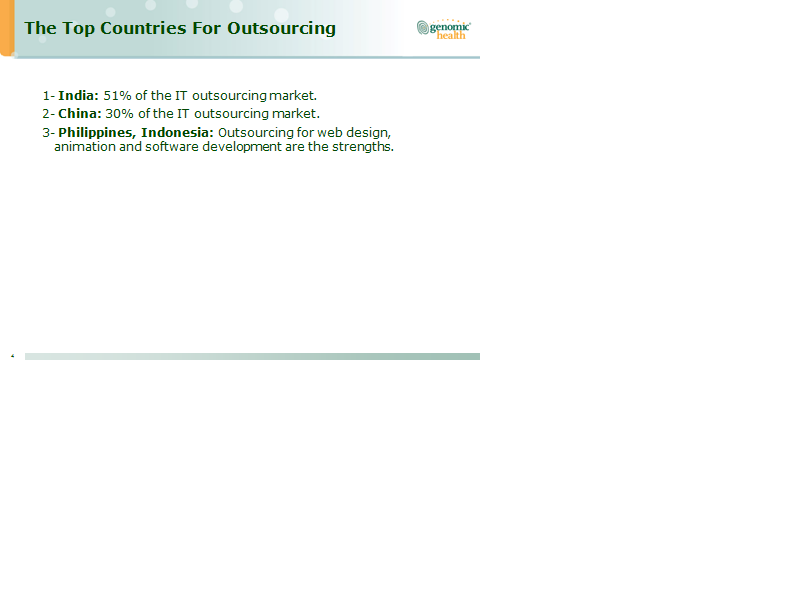 The Top Countries For Outsourcing
genomic
health
1- India: 51% of the IT outsourcing market.
2- China: 30% of the IT outsourcing market.
3- Philippines, Indonesia: Outsourcing for web design,
animation and software development are the strengths.
4